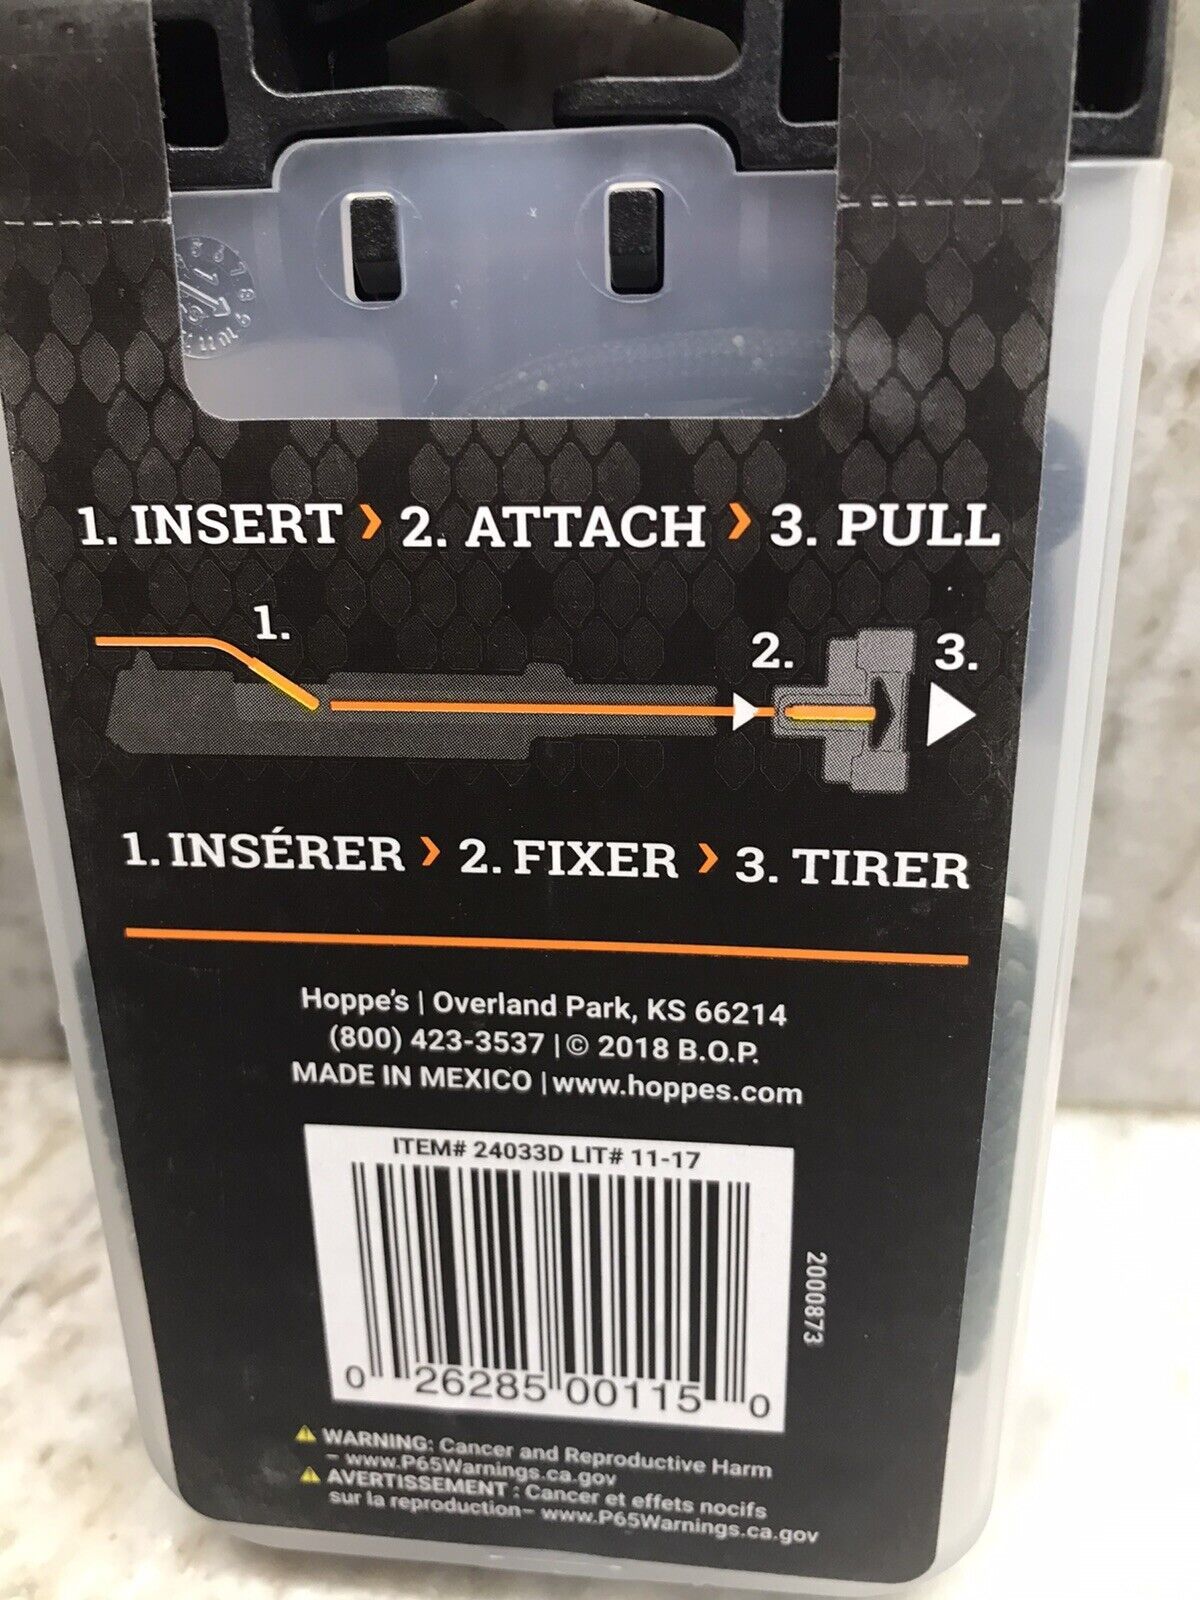 1. INSERT › 2. ATTACH › 3. PULL
1.
2.
3.
1. INSÉRER › 2. FIXER › 3. TIRER
Hoppe's | Overland Park, KS 66214
(800) 423-3537 | © 2018 B.O.P.
MADE IN MEXICO | www.hoppes.com
ITEM# 24033D LIT# 11-17
0 26285 00115 0
2000873
⚠ WARNING: Cancer and Reproductive Harm
– www.P65Warnings.ca.gov
⚠ AVERTISSEMENT : Cancer et effets nocifs
sur la reproduction– www.P65Warnings.ca.gov